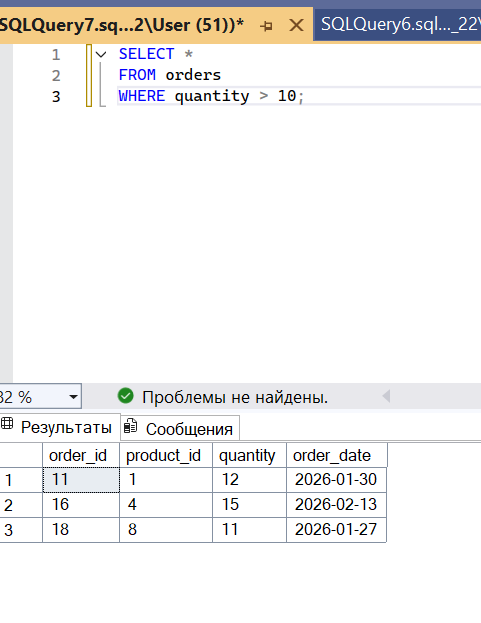 SQLQuery7.sq...2\User (51))* SQLQuery6.sql..._22\
1 SELECT *
2 FROM orders
3 WHERE quantity > 10;
82 % Проблемы не найдены.
Результаты Сообщения
order_id product_id quantity order_date
1 11 1 12 2026-01-30
2 16 4 15 2026-02-13
3 18 8 11 2026-01-27